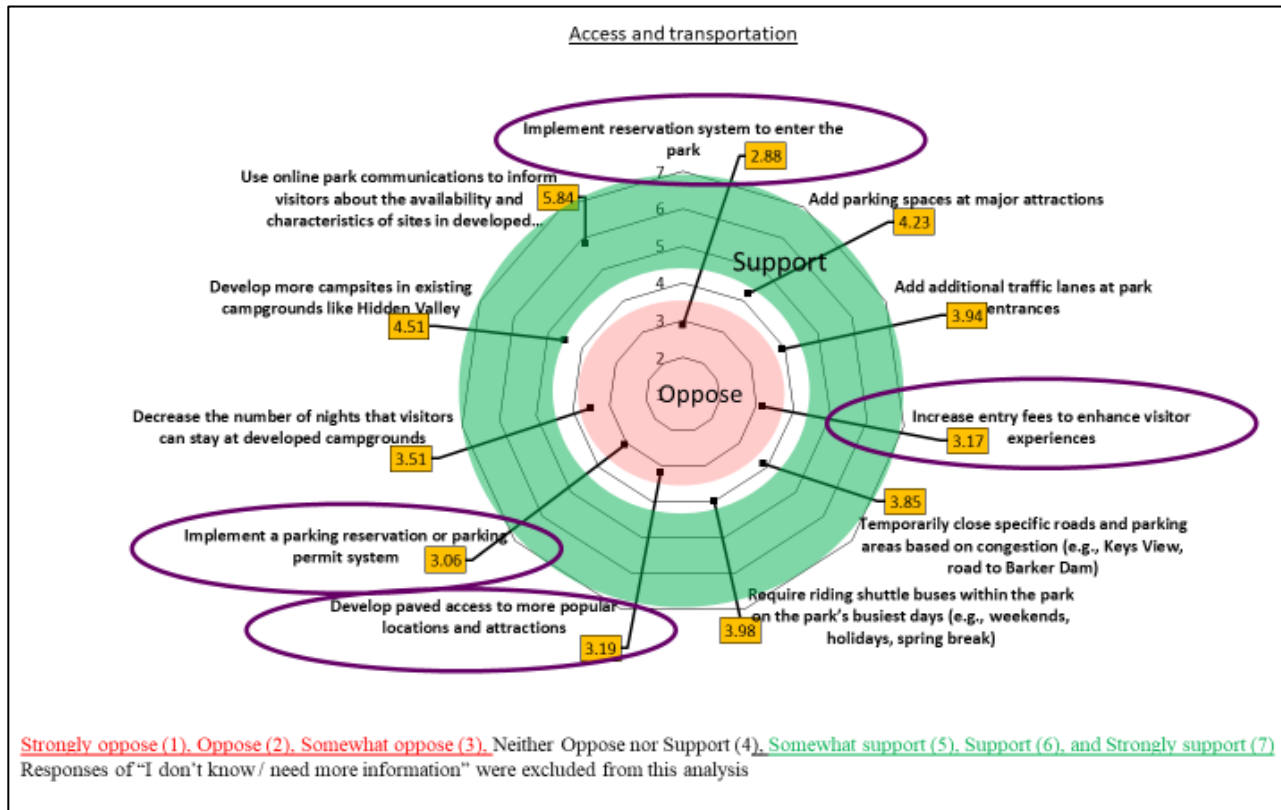 Access and transportation
Implement reservation system to enter the
park
2.88
Use online park communications to inform
visitors about the availability and
characteristics of sites in developed...
5.84
Add parking spaces at major attractions
4.23
7
6
5
4
3
2
1
Support
Oppose
Develop more campsites in existing
campgrounds like Hidden Valley
4.51
Add additional traffic lanes at park
entrances
3.94
Decrease the number of nights that visitors
can stay at developed campgrounds
3.51
Increase entry fees to enhance visitor
experiences
3.17
Implement a parking reservation or parking
permit system
3.06
3.85
Temporarily close specific roads and parking
areas based on congestion (e.g., Keys View,
road to Barker Dam)
Develop paved access to more popular
locations and attractions
3.19
Require riding shuttle buses within the park
on the park's busiest days (e.g., weekends,
holidays, spring break)
3.98
Strongly oppose (1), Oppose (2), Somewhat oppose (3), Neither Oppose nor Support (4), Somewhat support (5), Support (6), and Strongly support (7)
Responses of "I don't know / need more information" were excluded from this analysis